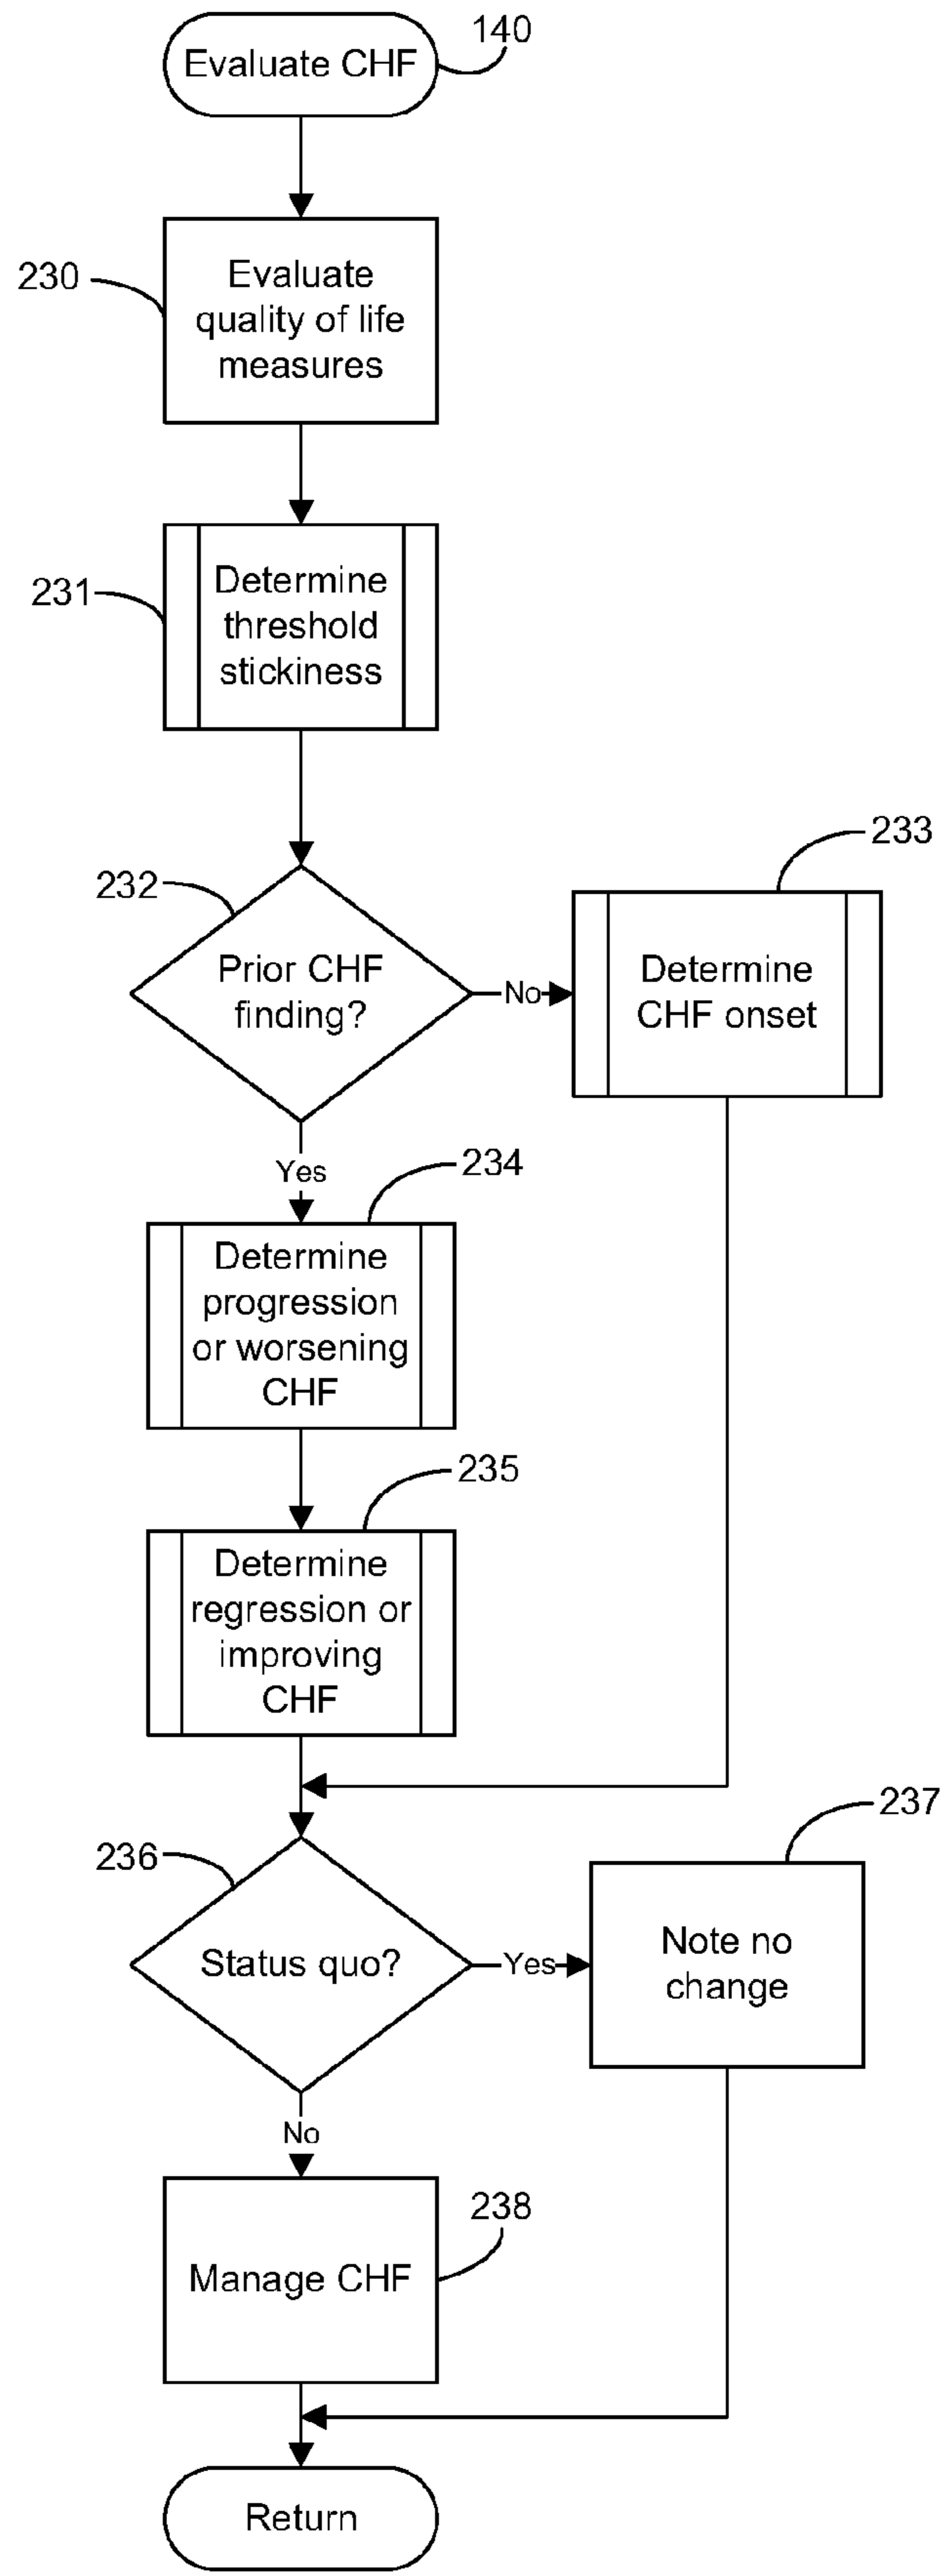 140
Evaluate CHF
230
Evaluate
quality of life
measures
231
Determine
threshold
stickiness
232
Prior CHF
finding?
No
233
Determine
CHF onset
Yes
234
Determine
progression
or worsening
CHF
235
Determine
regression or
improving
CHF
236
Status quo?
Yes
237
Note no
change
No
238
Manage CHF
Return